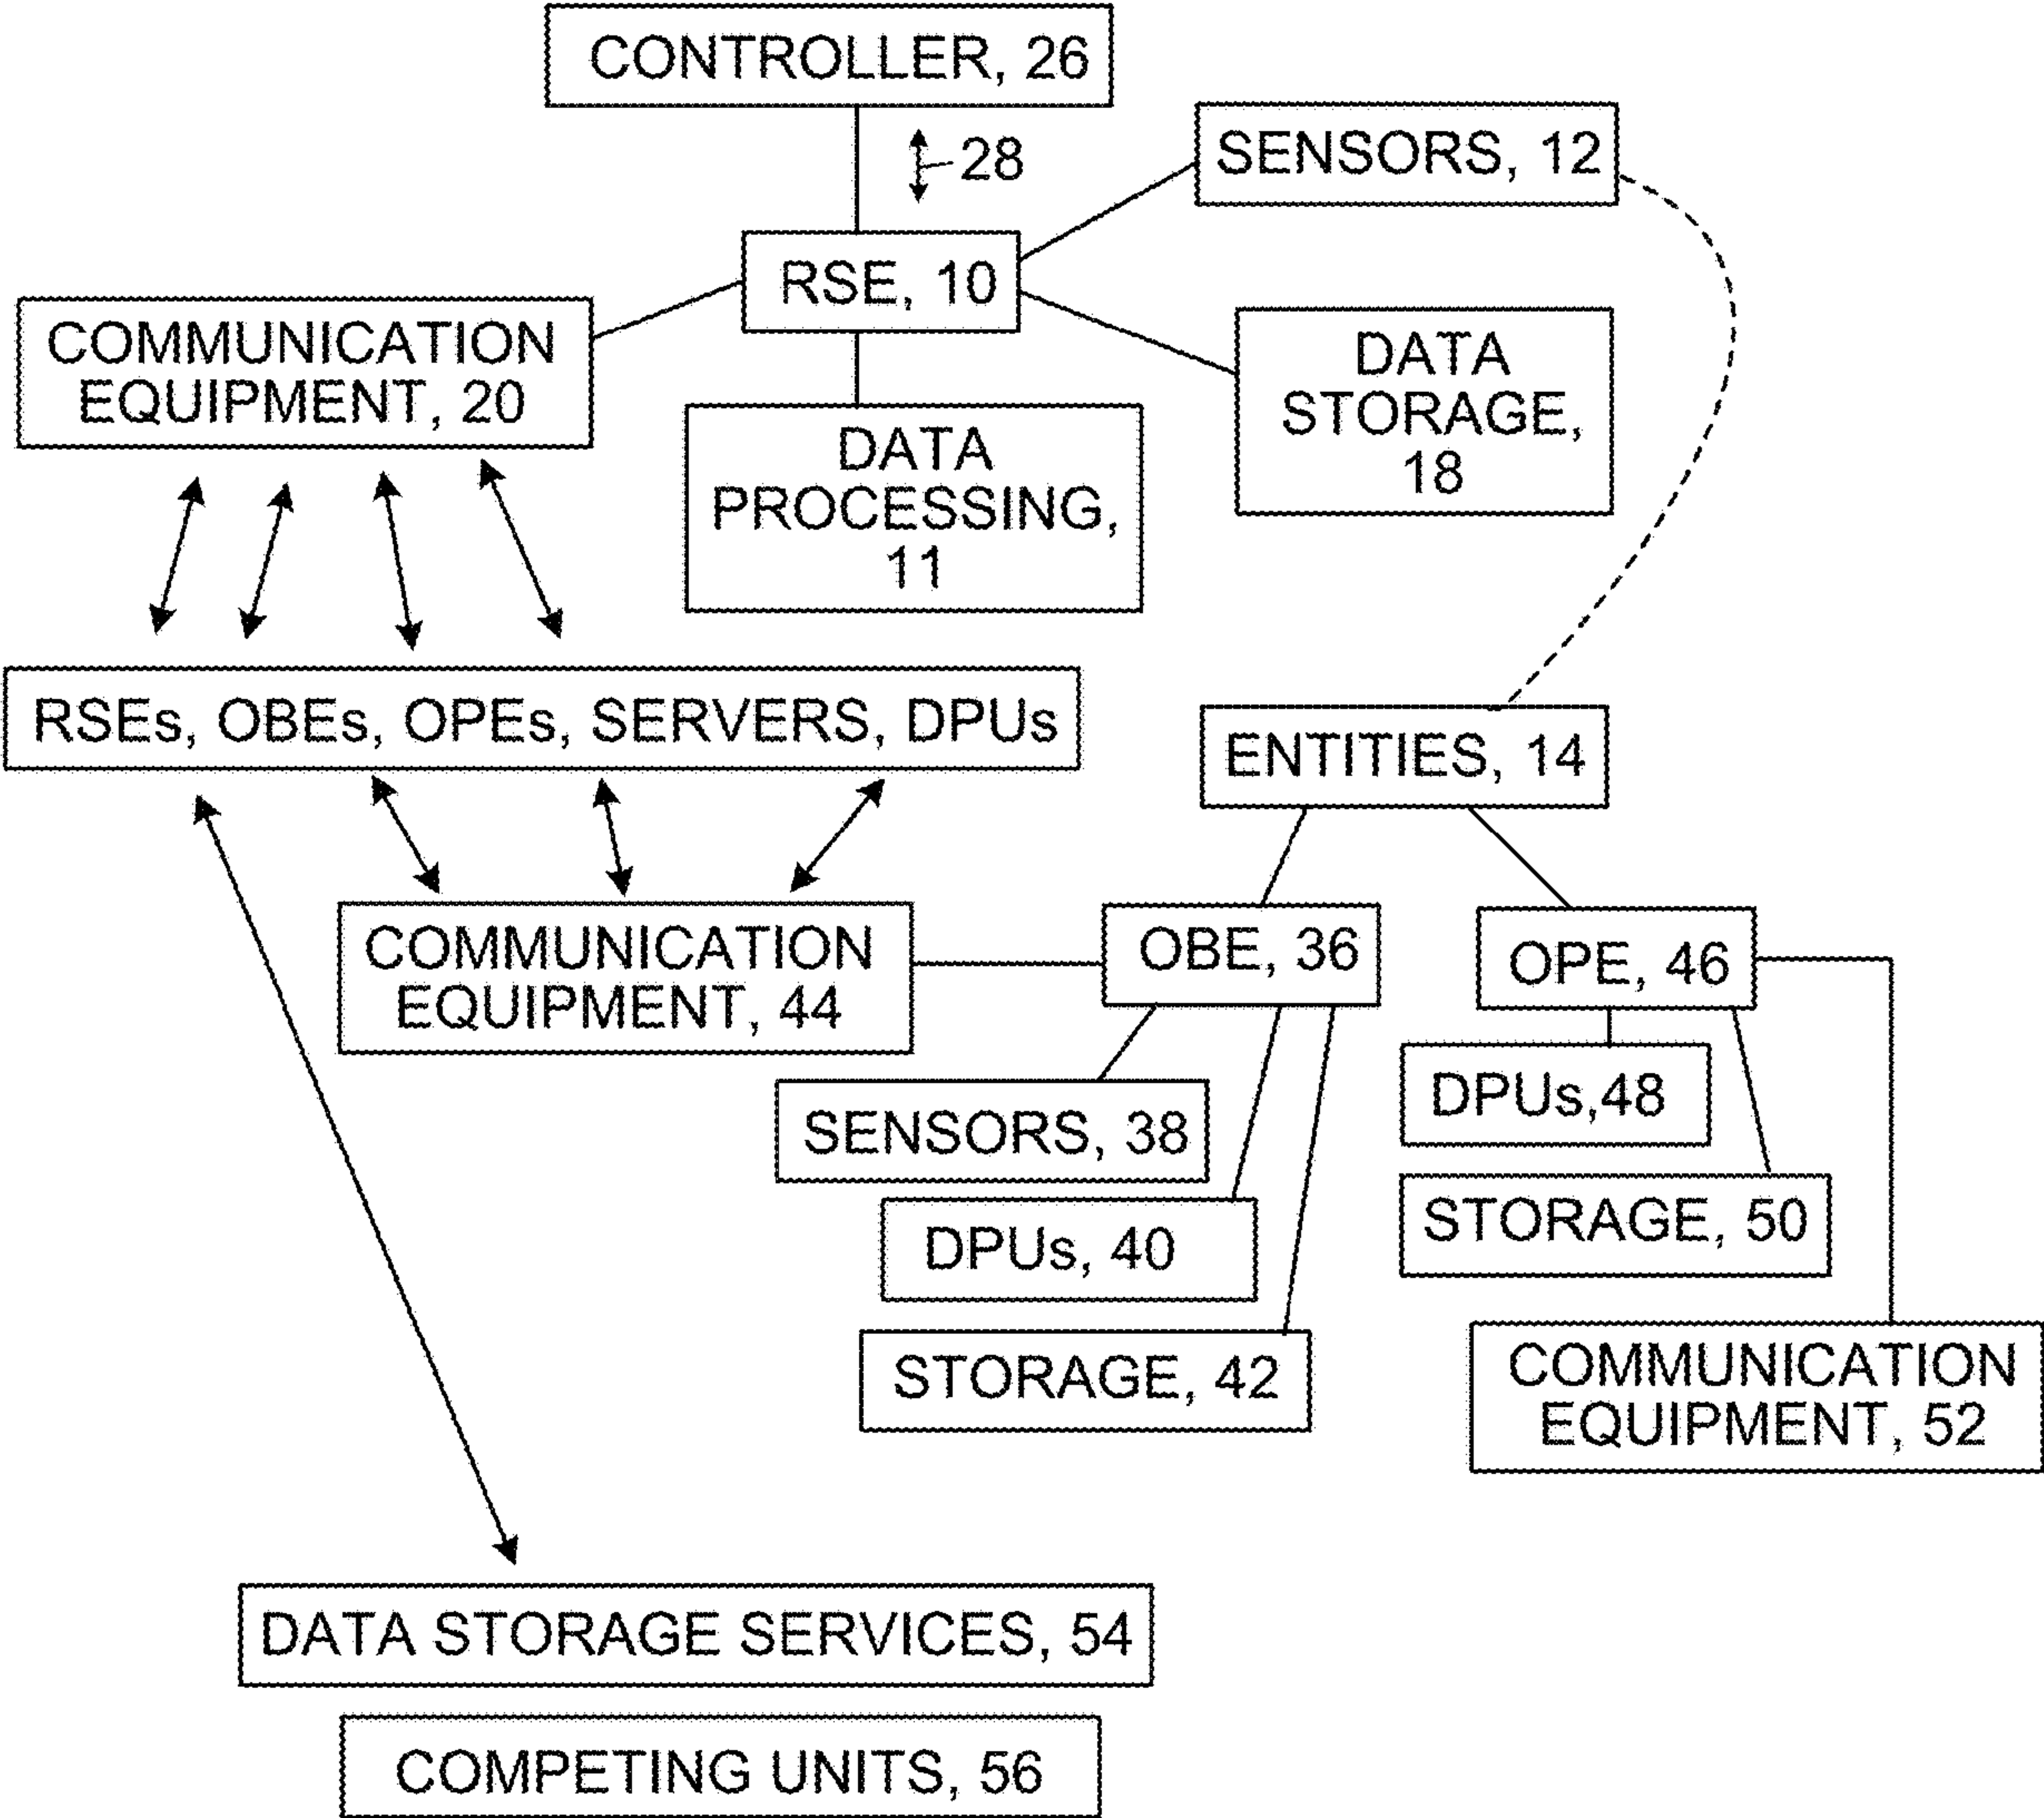 CONTROLLER, 26
28
SENSORS, 12
RSE, 10
COMMUNICATION
EQUIPMENT, 20
DATA
STORAGE,
18
DATA
PROCESSING,
11
RSEs, OBEs, OPEs, SERVERS, DPUs
ENTITIES, 14
COMMUNICATION
EQUIPMENT, 44
OBE, 36
OPE, 46
DPUs,48
SENSORS, 38
STORAGE, 50
DPUs, 40
STORAGE, 42
COMMUNICATION
EQUIPMENT, 52
DATA STORAGE SERVICES, 54
COMPETING UNITS, 56